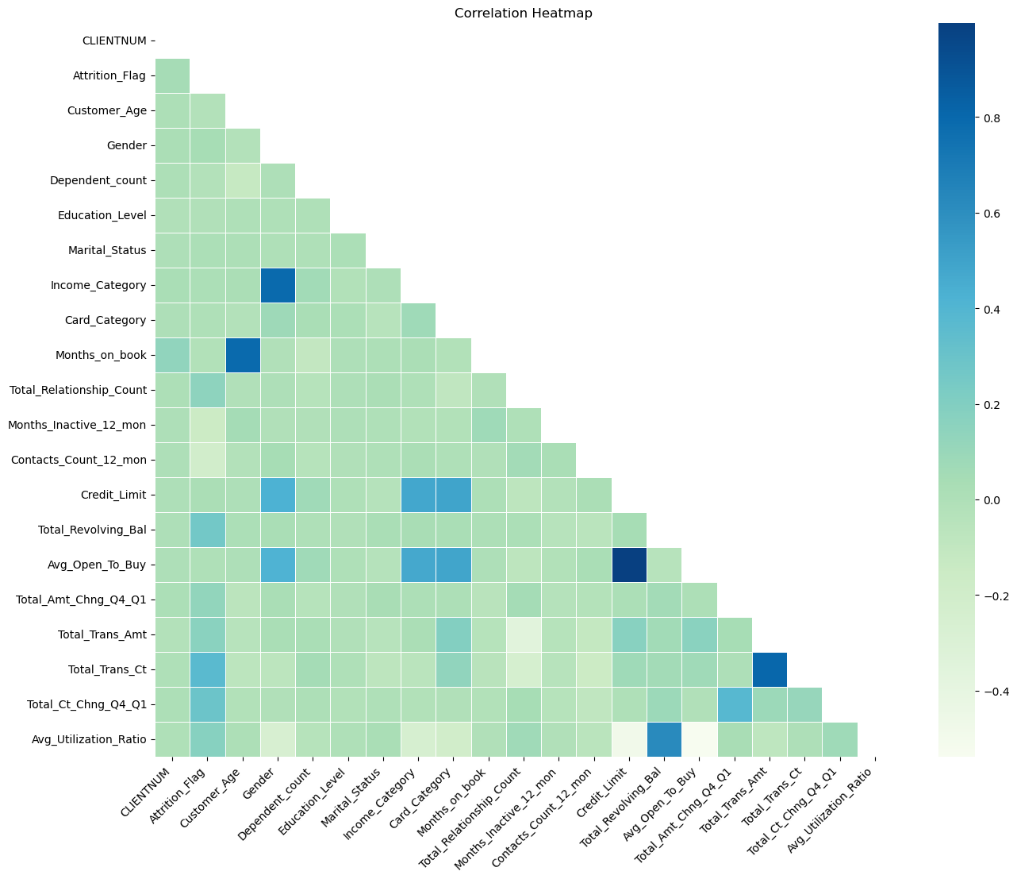 Correlation Heatmap
CLIENTNUM
Attrition_Flag
Customer_Age
Gender
Dependent_count
Education_Level
Marital_Status
Income_Category
Card_Category
Months_on_book
Total_Relationship_Count
Months_Inactive_12_mon
Contacts_Count_12_mon
Credit_Limit
Total_Revolving_Bal
Avg_Open_To_Buy
Total_Amt_Chng_Q4_Q1
Total_Trans_Amt
Total_Trans_Ct
Total_Ct_Chng_Q4_Q1
Avg_Utilization_Ratio
CLIENTNUM
Attrition_Flag
Customer_Age
Gender
Dependent_count
Education_Level
Marital_Status
Income_Category
Card_Category
Months_on_book
Total_Relationship_Count
Months_Inactive_12_mon
Contacts_Count_12_mon
Credit_Limit
Total_Revolving_Bal
Avg_Open_To_Buy
Total_Amt_Chng_Q4_Q1
Total_Trans_Amt
Total_Trans_Ct
Total_Ct_Chng_Q4_Q1
Avg_Utilization_Ratio
0.8
0.6
0.4
0.2
0.0
−0.2
−0.4